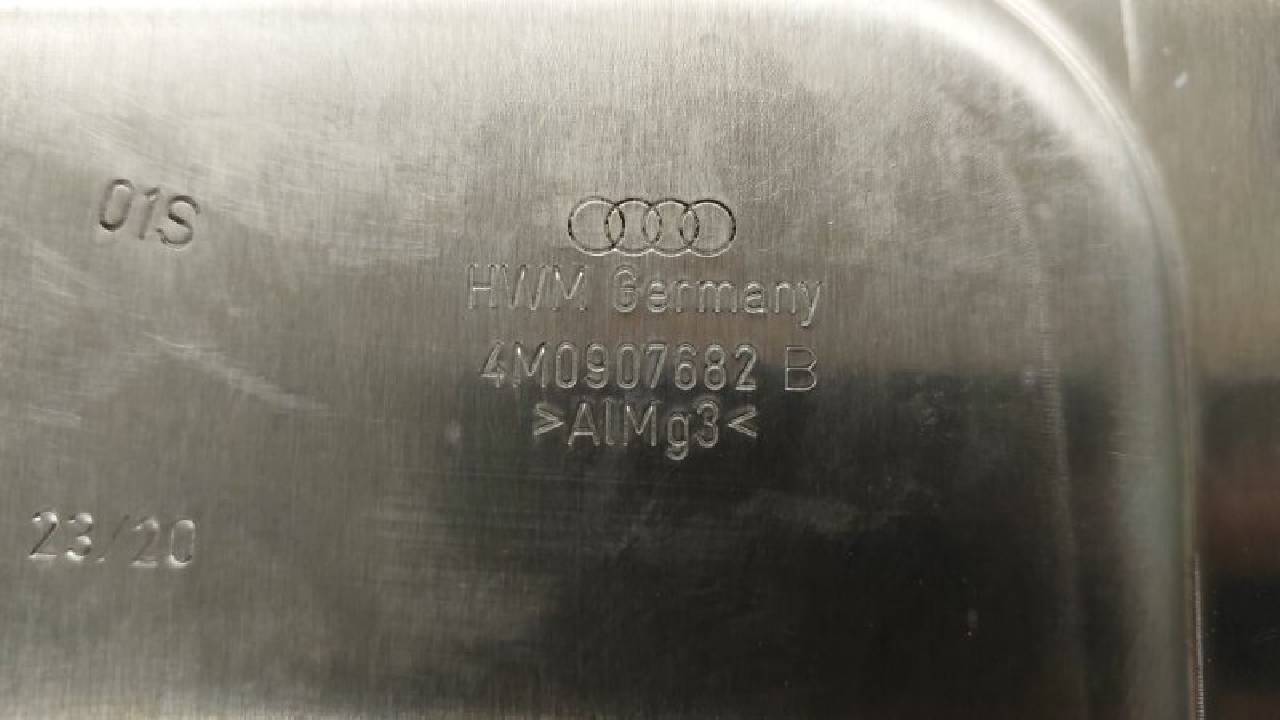 01S
HWM Germany
4M0907682 B
>AlMg3<
23/20